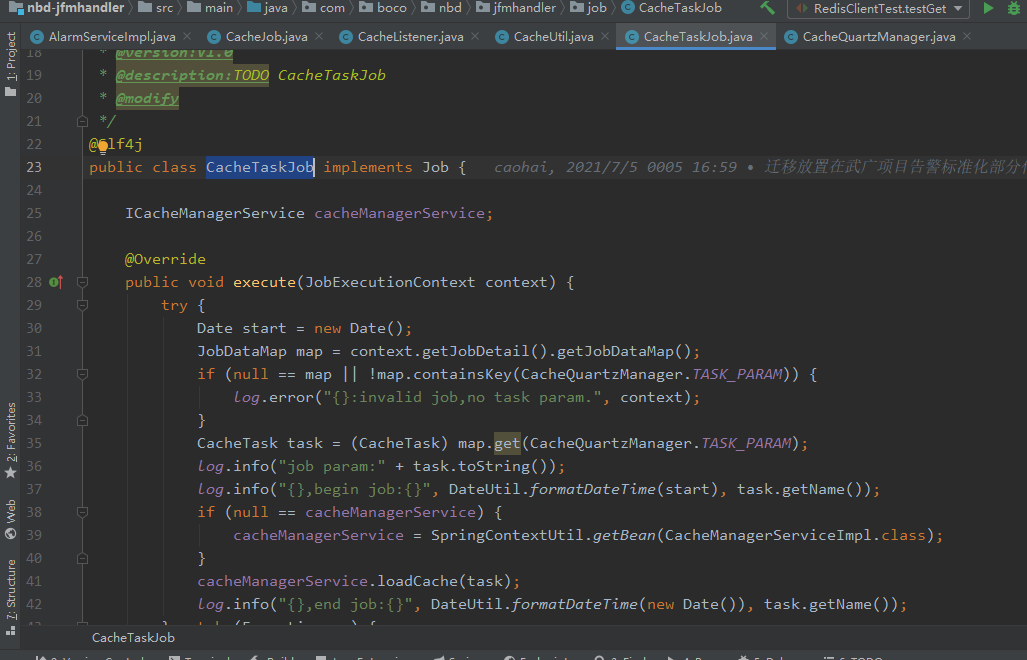 nbd-jfmhandler src main java com boco nbd jfmhandler job CacheTaskJob RedisClientTest.testGet
AlarmServiceImpl.java CacheJob.java CacheListener.java CacheUtil.java CacheTaskJob.java CacheQuartzManager.java
1: Project
2: Favorites
Web
7: Structure
18 * @version:v1.0
19 * @description:TODO CacheTaskJob
20 * @modify
21 */
22 @Slf4j
23 public class CacheTaskJob implements Job { caohai, 2021/7/5 0005 16:59 • 迁移放置在武广项目告警标准化部分
24
25 ICacheManagerService cacheManagerService;
26
27 @Override
28 public void execute(JobExecutionContext context) {
29 try {
30 Date start = new Date();
31 JobDataMap map = context.getJobDetail().getJobDataMap();
32 if (null == map || !map.containsKey(CacheQuartzManager.TASK_PARAM)) {
33 log.error("{}:invalid job,no task param.", context);
34 }
35 CacheTask task = (CacheTask) map.get(CacheQuartzManager.TASK_PARAM);
36 log.info("job param:" + task.toString());
37 log.info("{},begin job:{}", DateUtil.formatDateTime(start), task.getName());
38 if (null == cacheManagerService) {
39 cacheManagerService = SpringContextUtil.getBean(CacheManagerServiceImpl.class);
40 }
41 cacheManagerService.loadCache(task);
42 log.info("{},end job:{}", DateUtil.formatDateTime(new Date()), task.getName());
CacheTaskJob